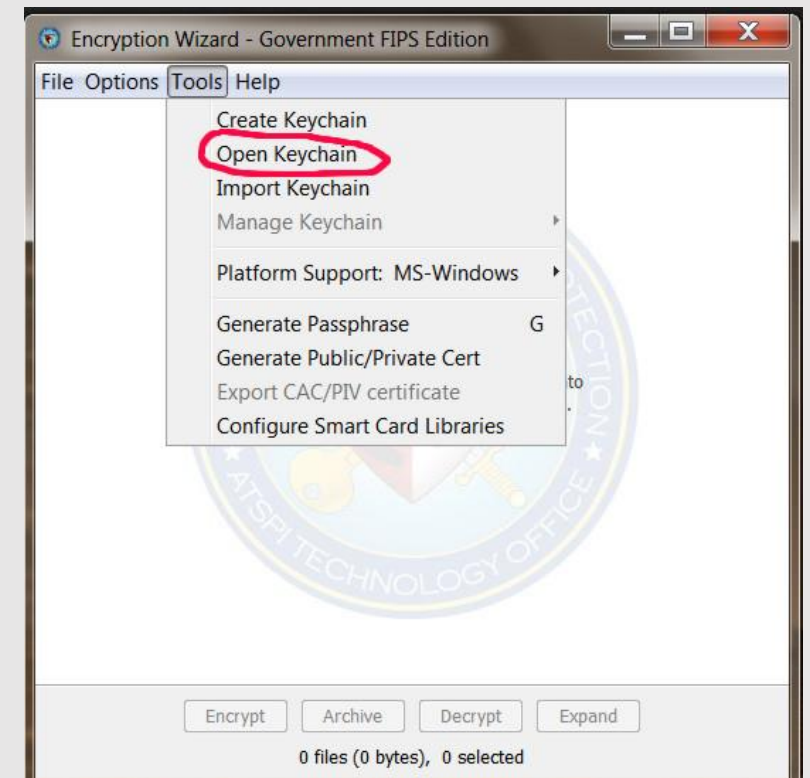 Encryption Wizard - Government FIPS Edition
File Options Tools Help
Create Keychain
Open Keychain
Import Keychain
Manage Keychain
Platform Support: MS-Windows
Generate Passphrase G
Generate Public/Private Cert
Export CAC/PIV certificate
to
Configure Smart Card Libraries
.
ATSPI TECHNOLOGY OFFICE
Encrypt Archive Decrypt Expand
0 files (0 bytes), 0 selected